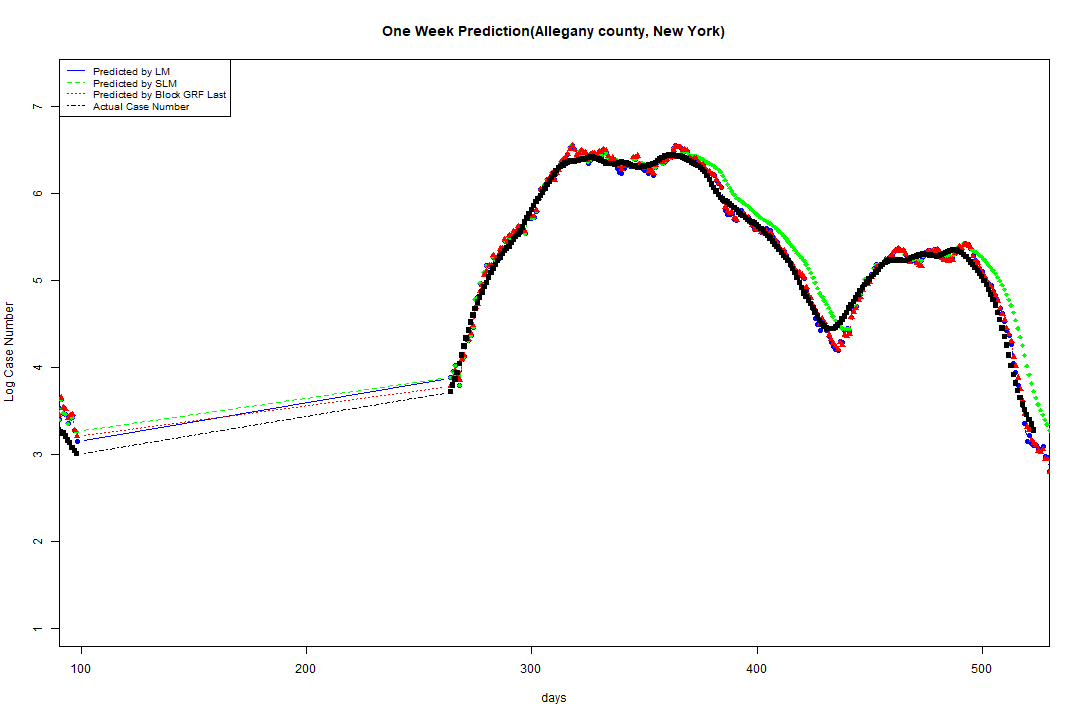 One Week Prediction(Allegany county, New York)
Predicted by LM
Predicted by SLM
Predicted by Block GRF Last
Actual Case Number
Log Case Number
7
6
5
4
3
2
1
100 200 300 400 500
days